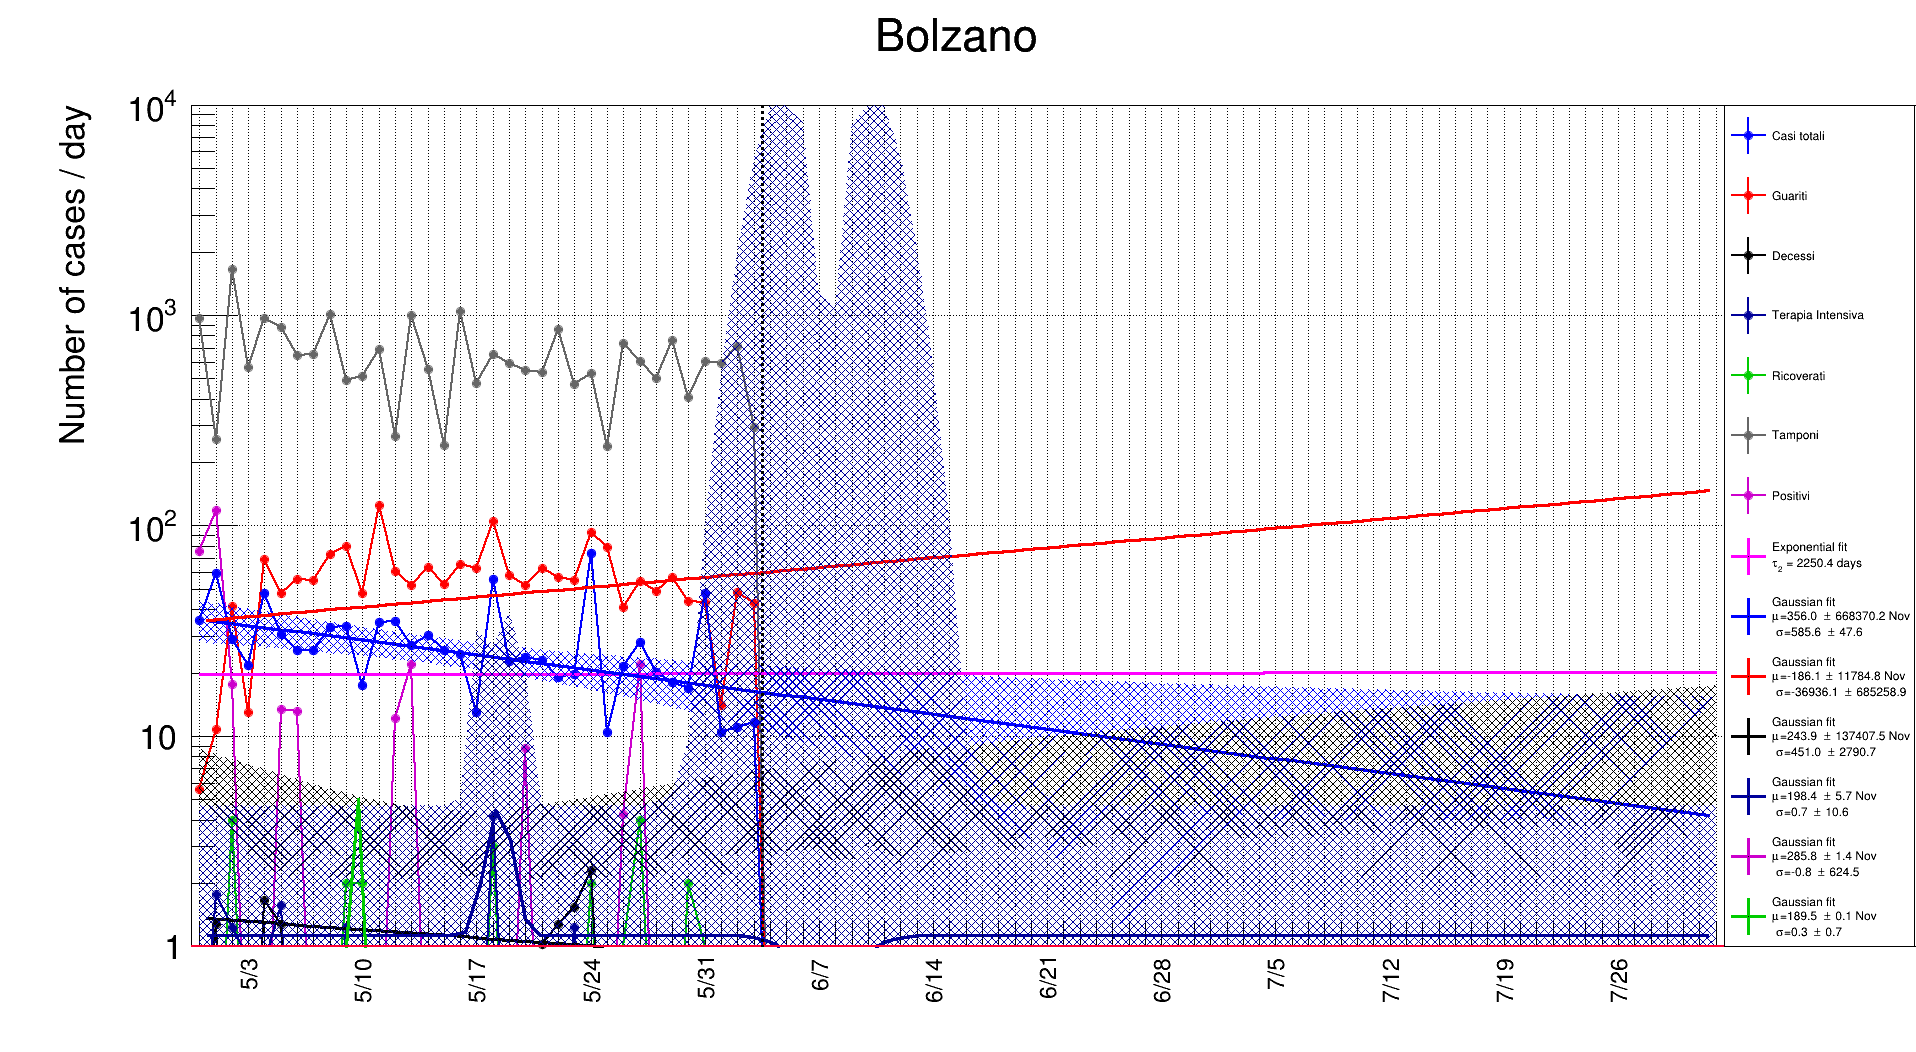 Bolzano
Number of cases / day
10^4
10^3
10^2
10
1
5/3
5/10
5/17
5/24
5/31
6/7
6/14
6/21
6/28
7/5
7/12
7/19
7/26
Casi totali
Guariti
Decessi
Terapia Intensiva
Ricoverati
Tamponi
Positivi
Exponential fit
τ₂ = 2250.4 days
Gaussian fit
μ=356.0 ± 668370.2 Nov
σ=585.6 ± 47.6
Gaussian fit
μ=-186.1 ± 11784.8 Nov
σ=-36936.1 ± 685258.9
Gaussian fit
μ=243.9 ± 137407.5 Nov
σ=451.0 ± 2790.7
Gaussian fit
μ=198.4 ± 5.7 Nov
σ=0.7 ± 10.6
Gaussian fit
μ=285.8 ± 1.4 Nov
σ=-0.8 ± 624.5
Gaussian fit
μ=189.5 ± 0.1 Nov
σ=0.3 ± 0.7